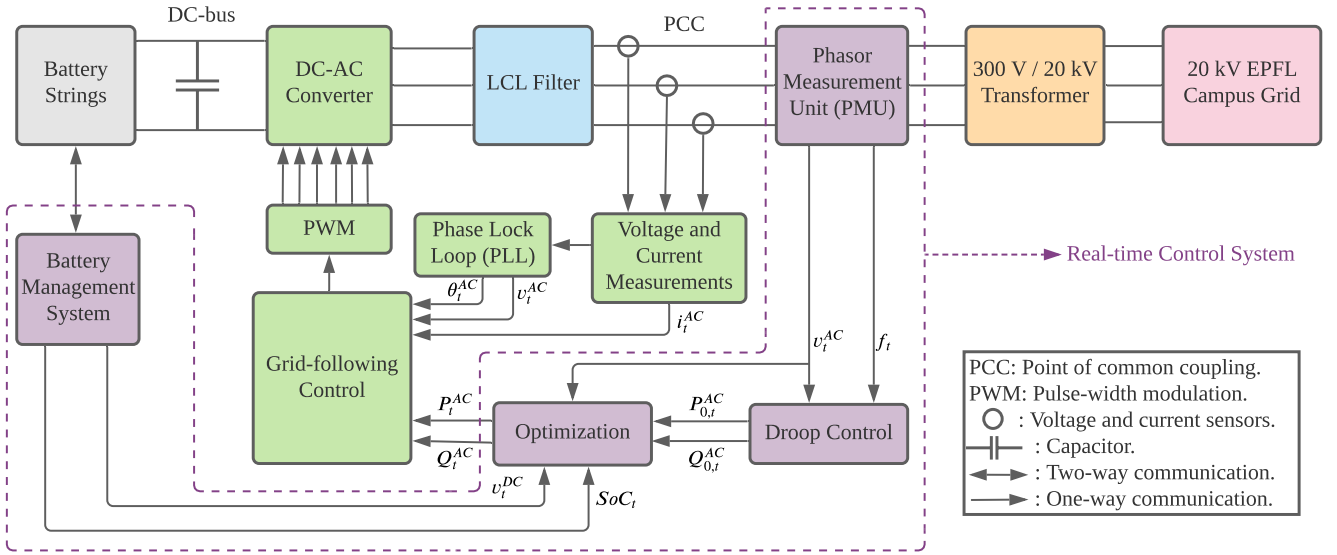 DC-bus
PCC
Battery
Strings
DC-AC
Converter
LCL Filter
Phasor
Measurement
Unit (PMU)
300 V / 20 kV
Transformer
20 kV EPFL
Campus Grid
PWM
Phase Lock
Loop (PLL)
Voltage and
Current
Measurements
Battery
Management
System
Real-time Control System
θ_t^{AC}
v_t^{AC}
i_t^{AC}
Grid-following
Control
v_t^{AC}
f_t
P_t^{AC}
Q_t^{AC}
Optimization
P_{0,t}^{AC}
Q_{0,t}^{AC}
Droop Control
v_t^{DC}
SoC_t
PCC: Point of common coupling.
PWM: Pulse-width modulation.
: Voltage and current sensors.
: Capacitor.
: Two-way communication.
: One-way communication.